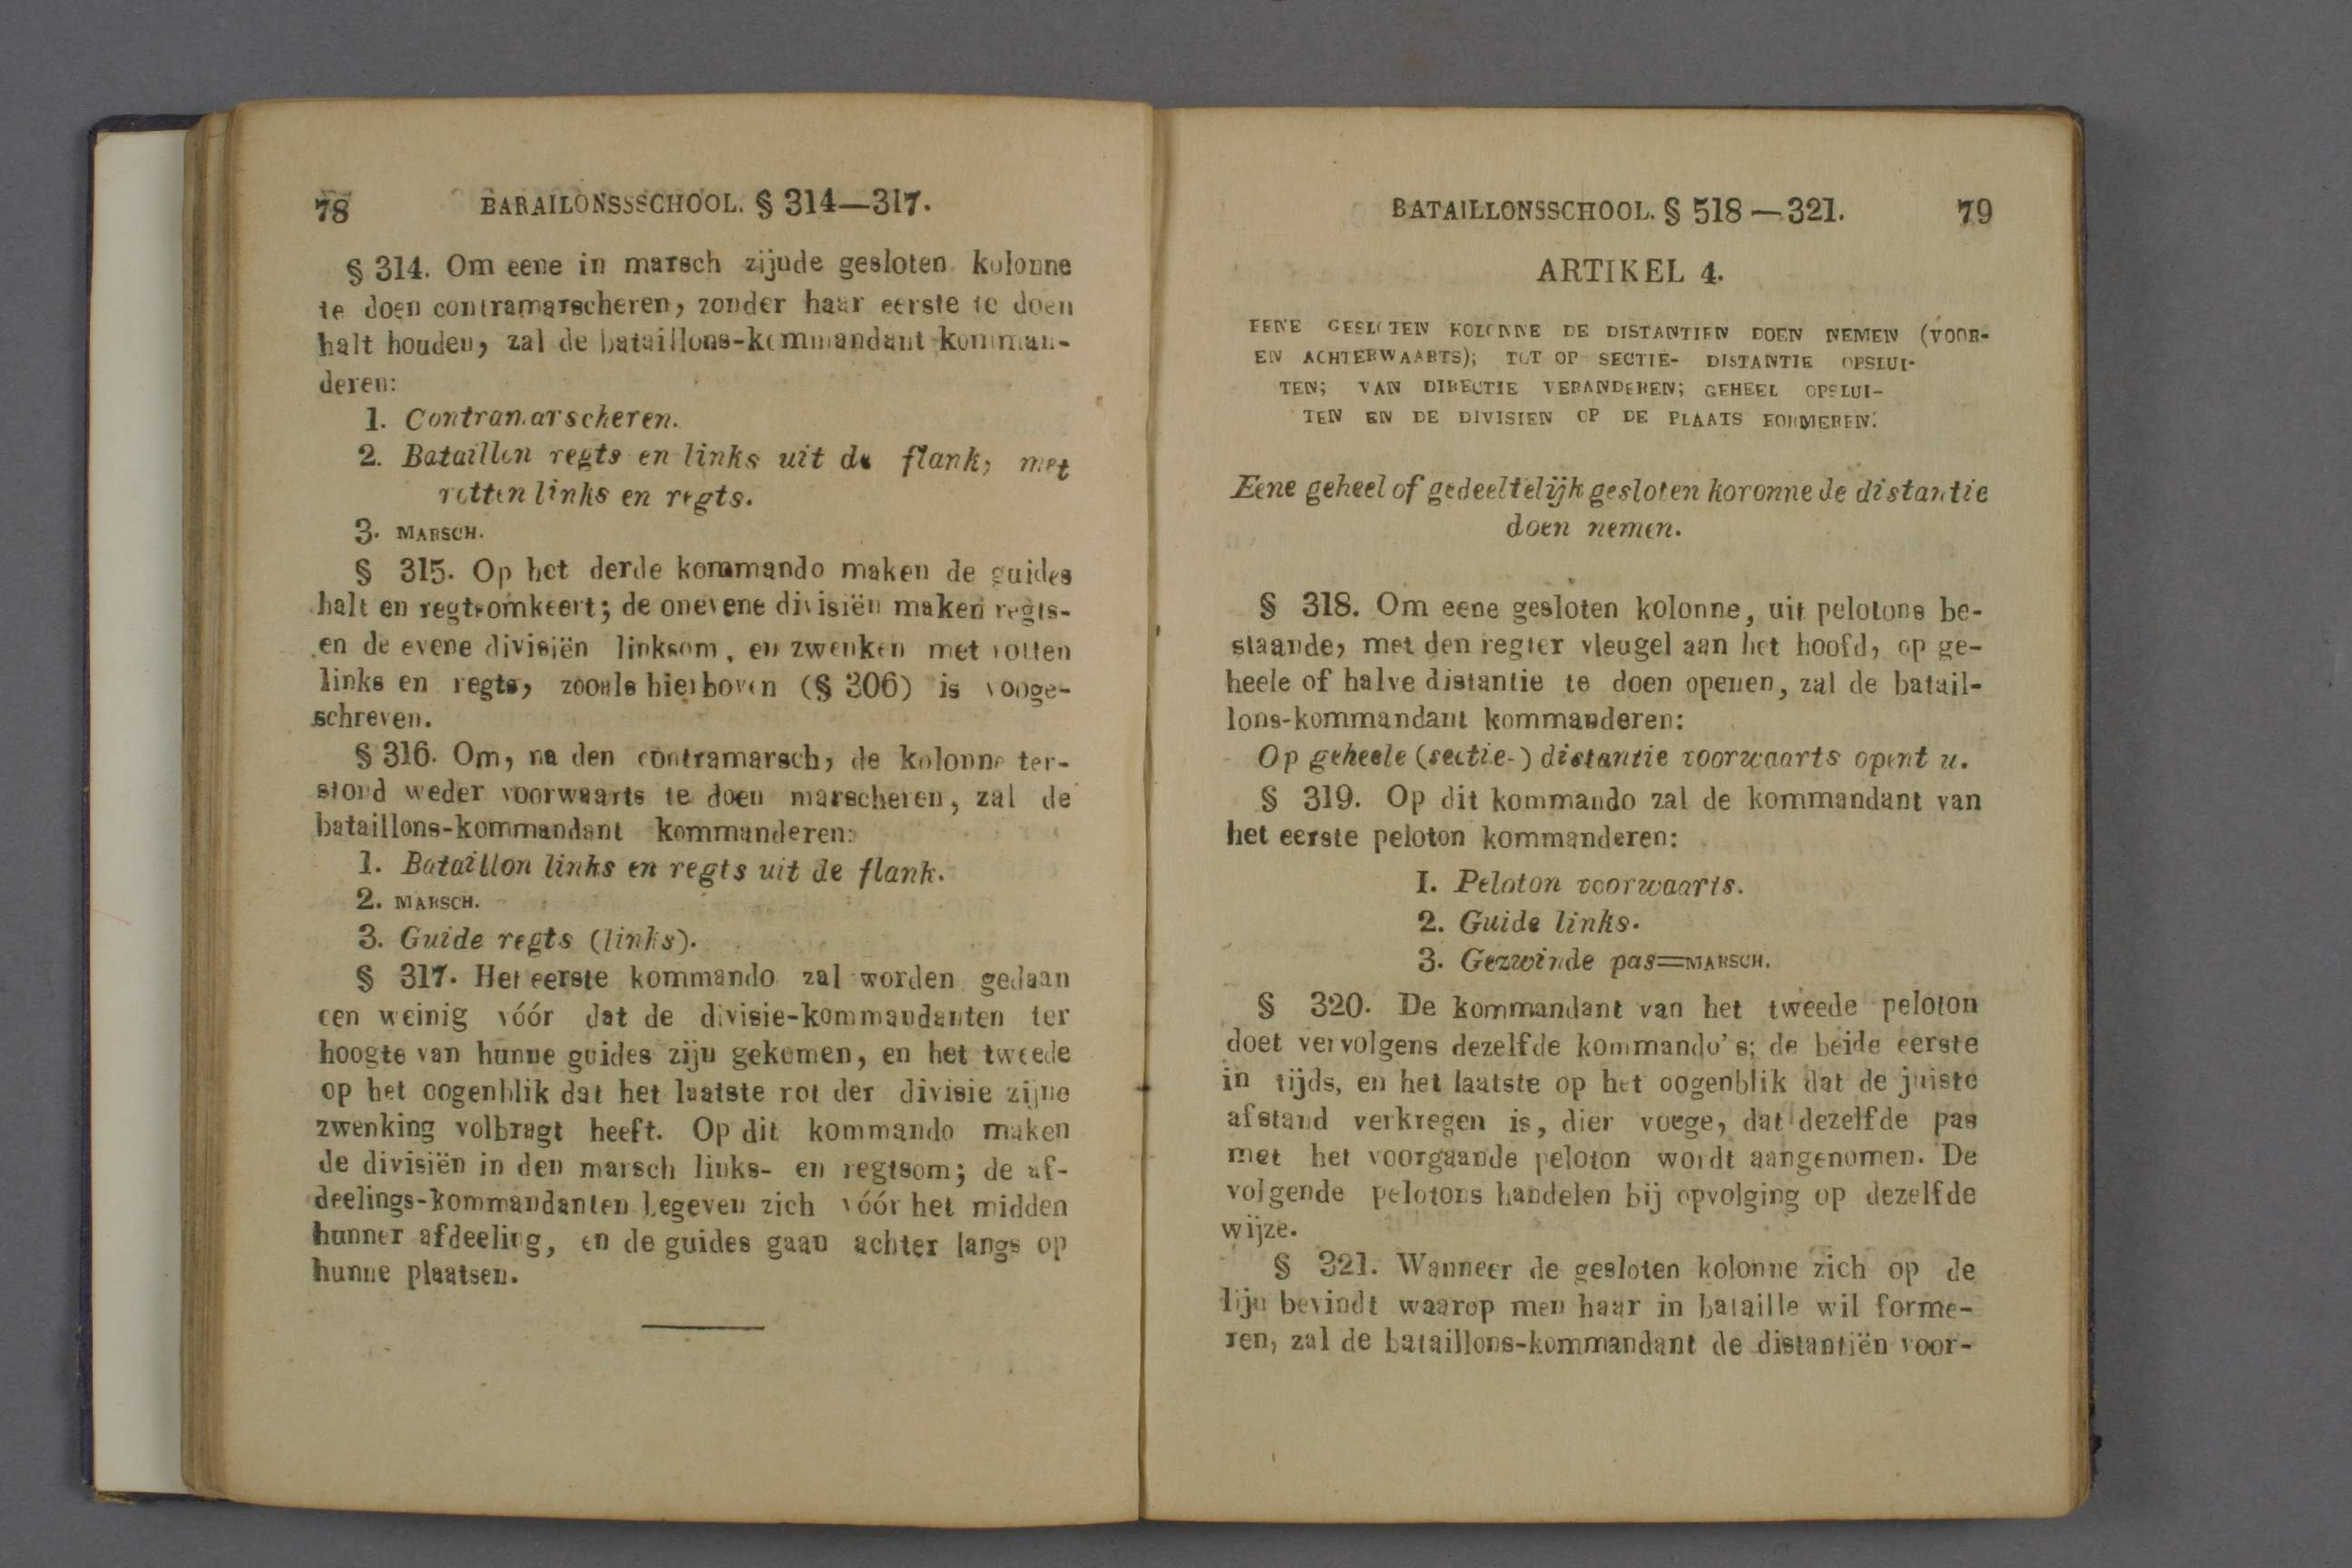 78 BARAILONSSSCHOOL. § 314—317.
§ 314. Om eene in marsch zijude gesloten kolonne
te doen contramarscheren, zonder haar eerste te doen
halt houden, zal de bataillons-kommandant komman-
deren:
1. Contramarscheren.
2. Bataillon regts en links uit de flank, met
rotten links en regts.
3. MARSCH.
§ 315. Op het derde kommando maken de guides
halt en regtsomkeert; de onevene divisiën maken regts-
en de evene divisiën linksom, en zwenken met rotten
links en regts, zooals hierboven (§ 306) is vooge-
schreven.
§ 316. Om, na den contramarsch, de kolonne ter-
stond weder voorwaarts te doen marscheren, zal de
bataillons-kommandant kommanderen:
1. Bataillon links en regts uit de flank.
2. MARSCH.
3. Guide regts (links).
§ 317. Het eerste kommando zal worden gedaan
een weinig vóór dat de divisie-kommandanten ter
hoogte van hunne guides zijn gekomen, en het tweede
op het oogenblik dat het laatste rot der divisie zijne
zwenking volbragt heeft. Op dit kommando maken
de divisiën in den marsch links- en regtsom; de af-
deelings-kommandanten begeven zich vóór het midden
hunner afdeeling, en de guides gaan achter langs op
hunne plaatsen.
BATAILLONSSCHOOL. § 518—321. 79
ARTIKEL 4.
EENE GESLOTEN KOLONNE DE DISTANTIEN DOEN NEMEN (VOOR-
EN ACHTERWAARTS); TOT OP SECTIE- DISTANTIE OPSLUI-
TEN; VAN DIRECTIE VERANDEREN; GEHEEL OPSLUI-
TEN EN DE DIVISIEN OP DE PLAATS FORMEREN.
Eene geheel of gedeeltelijk gesloten koronne de distantie
doen nemen.
§ 318. Om eene gesloten kolonne, uit pelotons be-
staande, met den regter vleugel aan het hoofd, op ge-
heele of halve distantie te doen openen, zal de batail-
lons-kommandant kommanderen:
Op geheele (sectie-) distantie voorwaarts opent u.
§ 319. Op dit kommando zal de kommandant van
het eerste peloton kommanderen:
1. Peloton voorwaarts.
2. Guide links.
3. Gezwinde pas=MARSCH.
§ 320. De kommandant van het tweede peloton
doet vervolgens dezelfde kommando's; de beide eerste
in tijds, en het laatste op het oogenblik dat de juiste
afstand verkregen is, dier voege, dat dezelfde pas
met het voorgaande peloton wordt aangenomen. De
volgende pelotons handelen bij opvolging op dezelfde
wijze.
§ 321. Wanneer de gesloten kolonne zich op de
lijn bevindt waarop men haar in bataille wil forme-
ren, zal de bataillons-kommandant de distantiën voor-